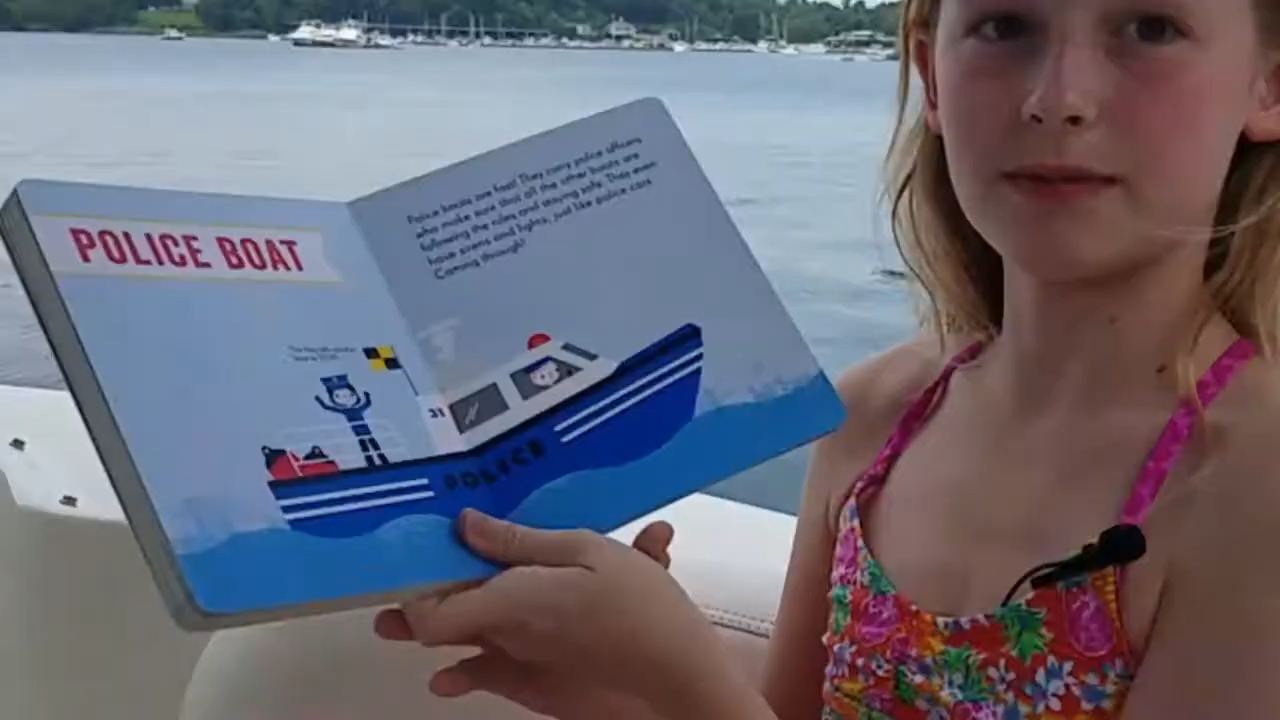 POLICE BOAT
Police boats are fast! They carry police officers
who make sure that all the other boats are
following the rules and staying safe. They even
have sirens and lights, just like police cars.
Coming through!
31
POLICE